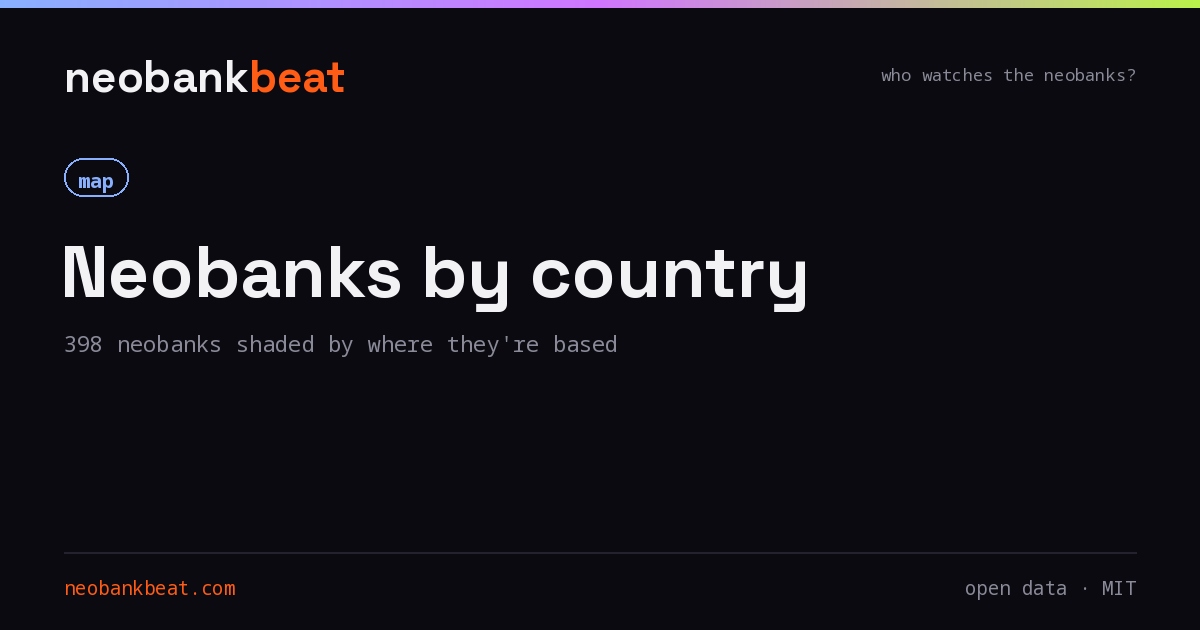 neobankbeat
who watches the neobanks?
map
Neobanks by country
398 neobanks shaded by where they're based
neobankbeat.com
open data · MIT